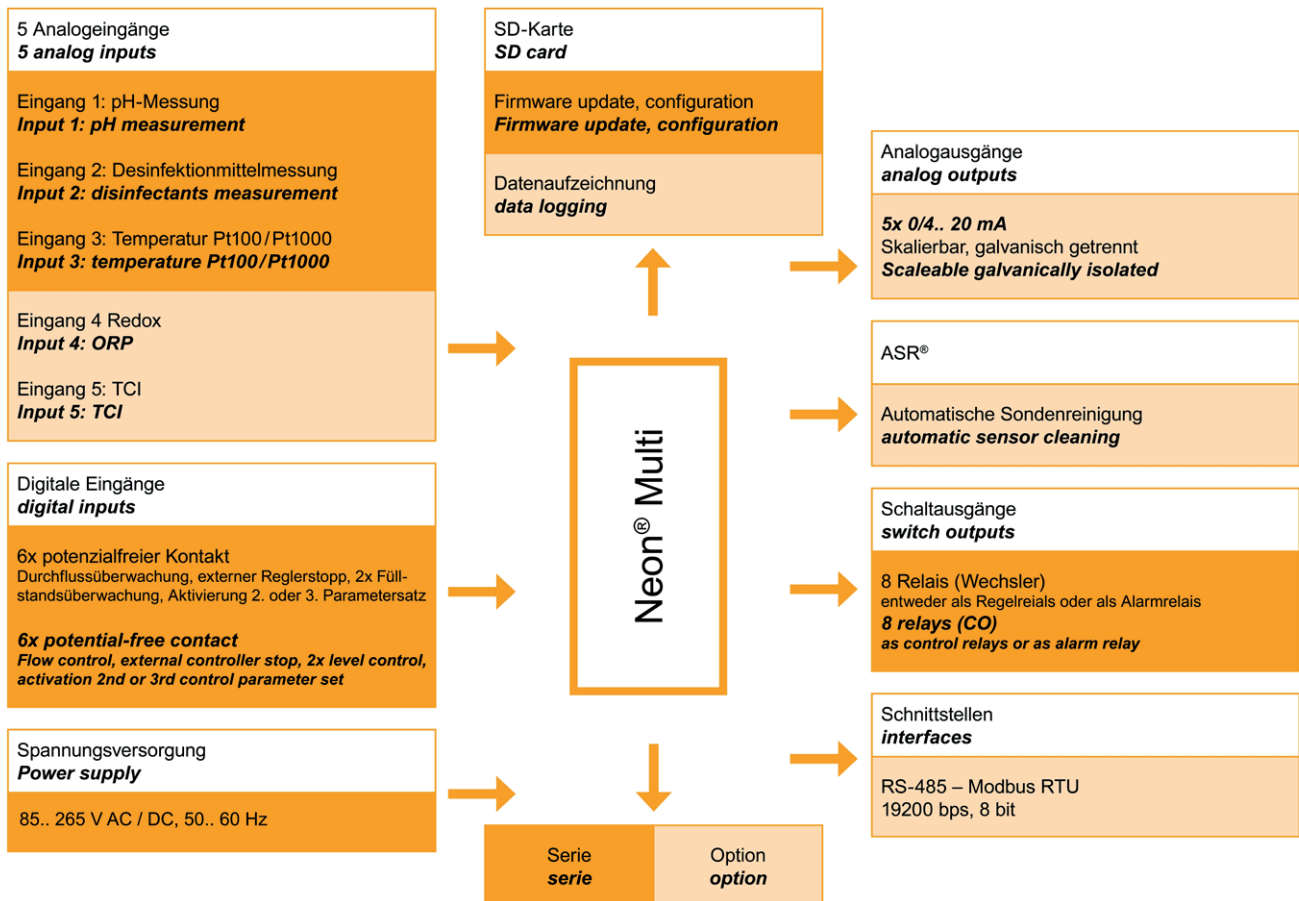 5 Analogeingänge
5 analog inputs
Eingang 1: pH-Messung
Input 1: pH measurement
Eingang 2: Desinfektionmittelmessung
Input 2: disinfectants measurement
Eingang 3: Temperatur Pt100/Pt1000
Input 3: temperature Pt100/Pt1000
Eingang 4 Redox
Input 4: ORP
Eingang 5: TCI
Input 5: TCI
Digitale Eingänge
digital inputs
6x potenzialfreier Kontakt
Durchflussüberwachung, externer Reglerstopp, 2x Füll-
standsüberwachung, Aktivierung 2. oder 3. Parametersatz
6x potential-free contact
Flow control, external controller stop, 2x level control,
activation 2nd or 3rd control parameter set
Spannungsversorgung
Power supply
85.. 265 V AC / DC, 50.. 60 Hz
SD-Karte
SD card
Firmware update, configuration
Firmware update, configuration
Datenaufzeichnung
data logging
Neon® Multi
Serie
serie
Option
option
Analogausgänge
analog outputs
5x 0/4.. 20 mA
Skalierbar, galvanisch getrennt
Scaleable galvanically isolated
ASR®
Automatische Sondenreinigung
automatic sensor cleaning
Schaltausgänge
switch outputs
8 Relais (Wechsler)
entweder als Regelreials oder als Alarmrelais
8 relays (CO)
as control relays or as alarm relay
Schnittstellen
interfaces
RS-485 – Modbus RTU
19200 bps, 8 bit